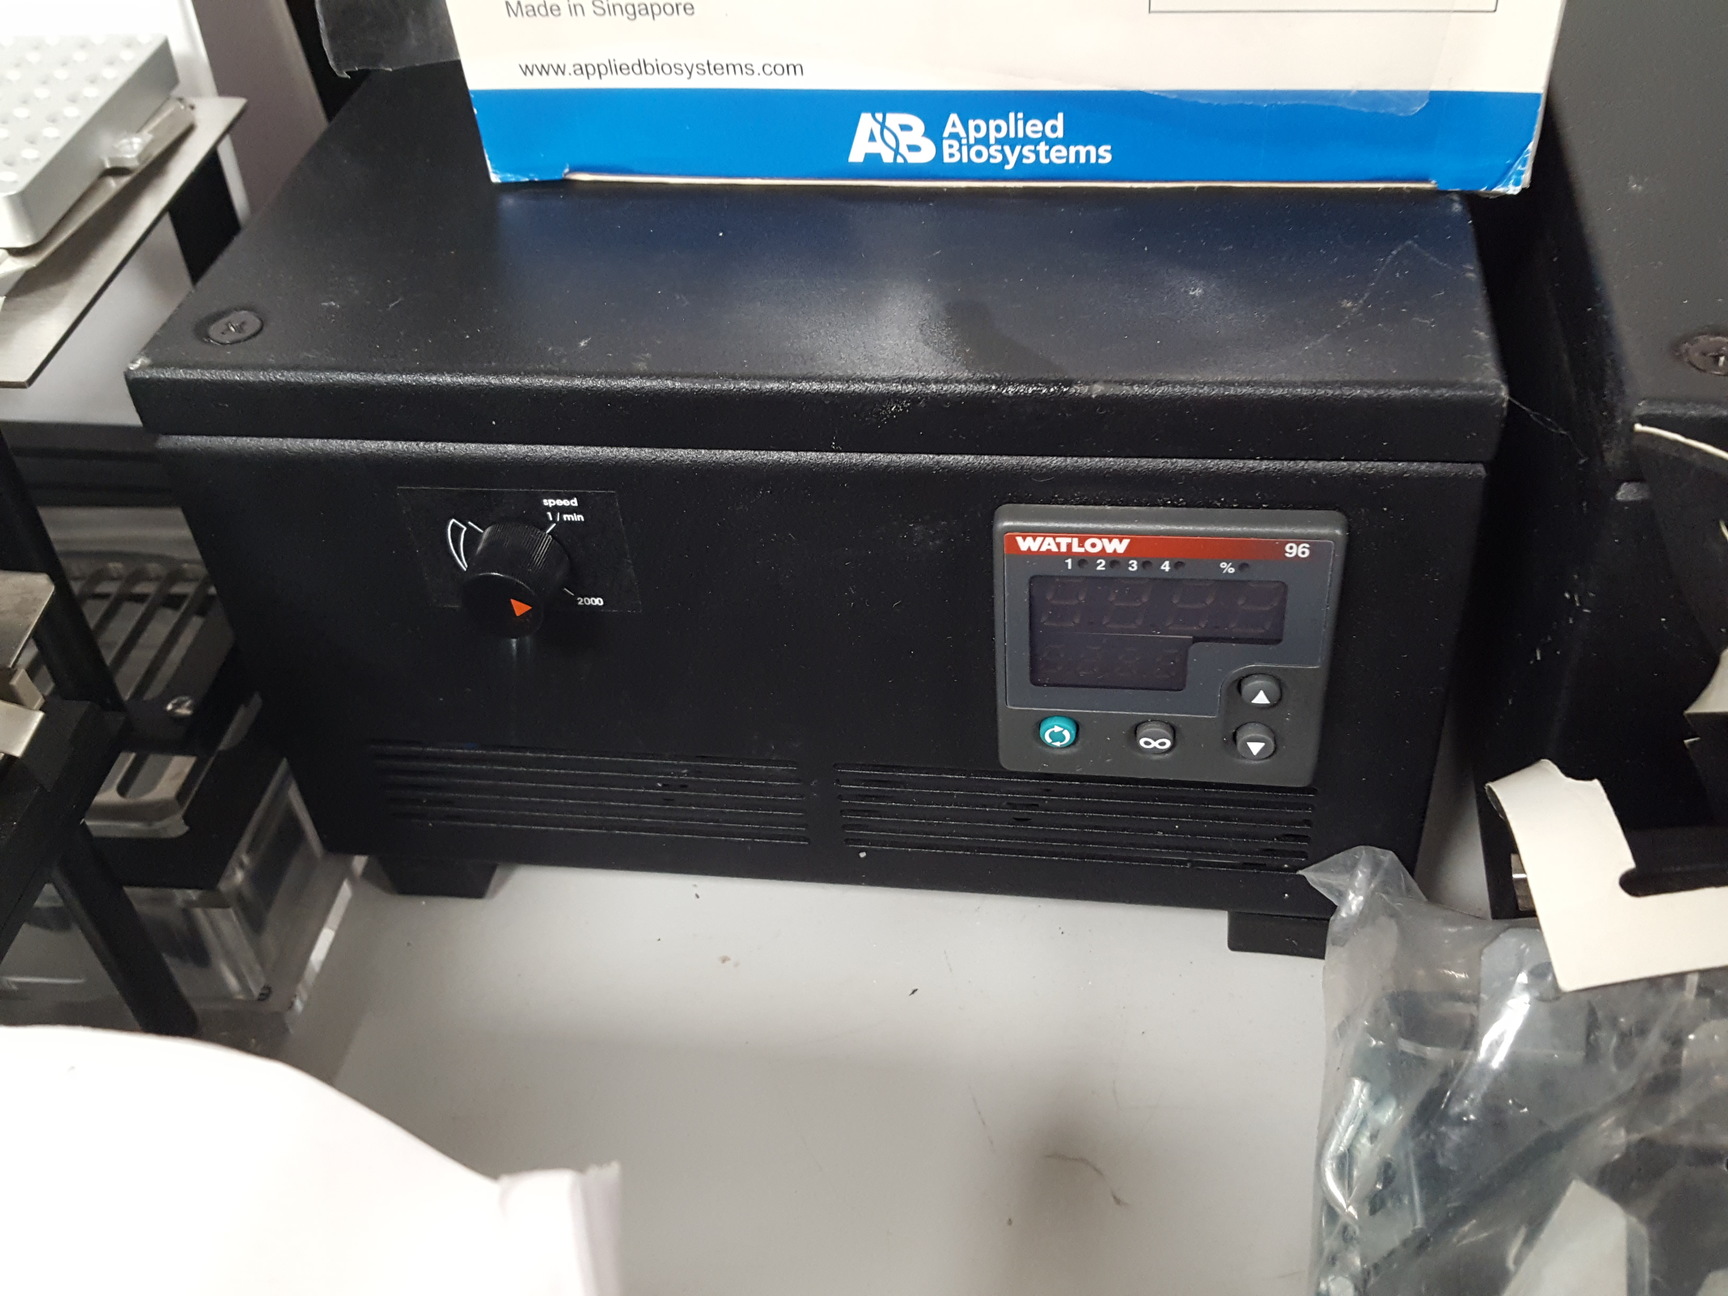 Made in Singapore
www.appliedbiosystems.com
AB Applied
Biosystems
speed
1 / min
2000
WATLOW 96
1 2 3 4 %